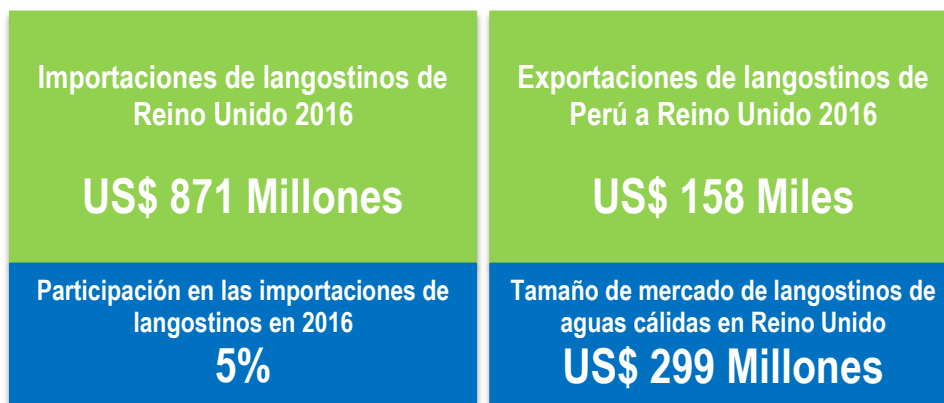 Importaciones de langostinos de
Reino Unido 2016
US$ 871 Millones
Exportaciones de langostinos de
Perú a Reino Unido 2016
US$ 158 Miles
Participación en las importaciones de
langostinos en 2016
5%
Tamaño de mercado de langostinos de
aguas cálidas en Reino Unido
US$ 299 Millones